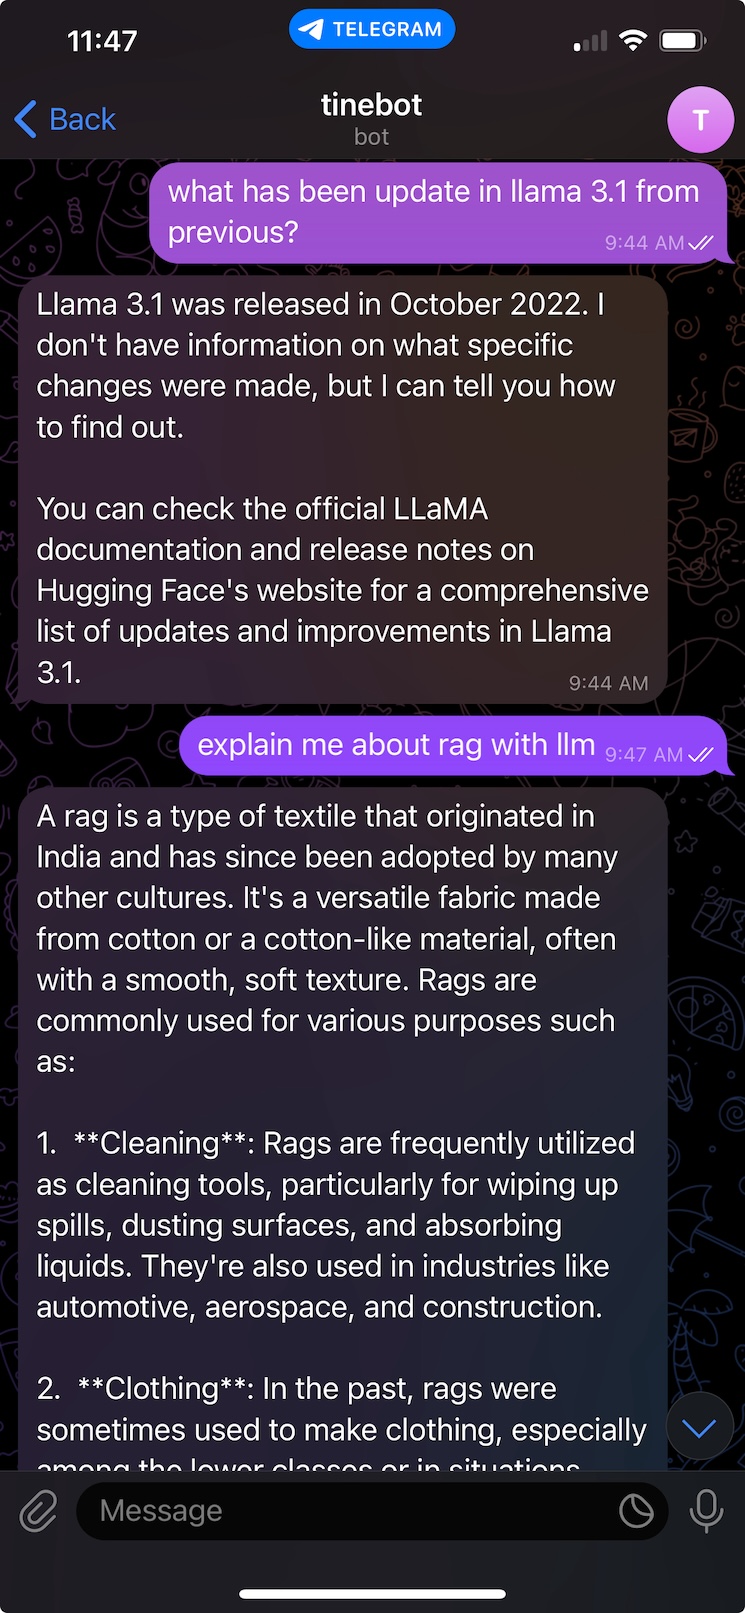 11:47
TELEGRAM
Back
tinebot
bot
T
what has been update in llama 3.1 from
previous?
9:44 AM
Llama 3.1 was released in October 2022. I
don't have information on what specific
changes were made, but I can tell you how
to find out.
You can check the official LLaMA
documentation and release notes on
Hugging Face's website for a comprehensive
list of updates and improvements in Llama
3.1.
9:44 AM
explain me about rag with llm
9:47 AM
A rag is a type of textile that originated in
India and has since been adopted by many
other cultures. It's a versatile fabric made
from cotton or a cotton-like material, often
with a smooth, soft texture. Rags are
commonly used for various purposes such
as:
1. **Cleaning**: Rags are frequently utilized
as cleaning tools, particularly for wiping up
spills, dusting surfaces, and absorbing
liquids. They're also used in industries like
automotive, aerospace, and construction.
2. **Clothing**: In the past, rags were
sometimes used to make clothing, especially
among the lower classes or in situations
Message